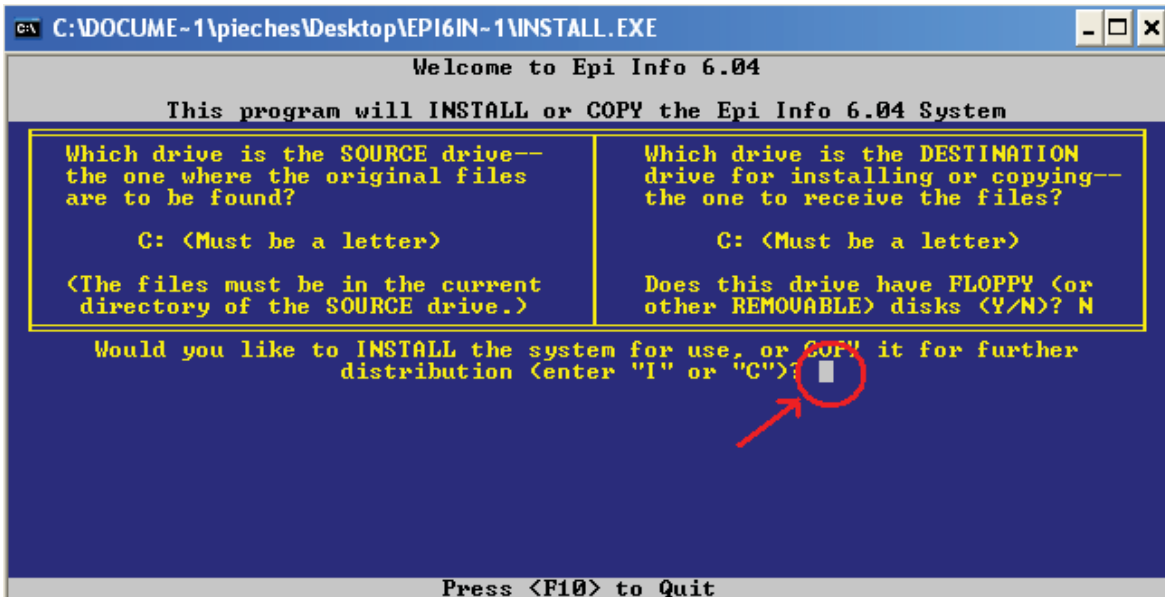 C:\DOCUME~1\pieches\Desktop\EPI6IN~1\INSTALL.EXE
Welcome to Epi Info 6.04
This program will INSTALL or COPY the Epi Info 6.04 System
Which drive is the SOURCE drive--
the one where the original files
are to be found?
C: (Must be a letter)
(The files must be in the current
directory of the SOURCE drive.)
Which drive is the DESTINATION
drive for installing or copying--
the one to receive the files?
C: (Must be a letter)
Does this drive have FLOPPY (or
other REMOVABLE) disks (Y/N)? N
Would you like to INSTALL the system for use, or COPY it for further
distribution (enter "I" or "C")?
Press <F10> to Quit